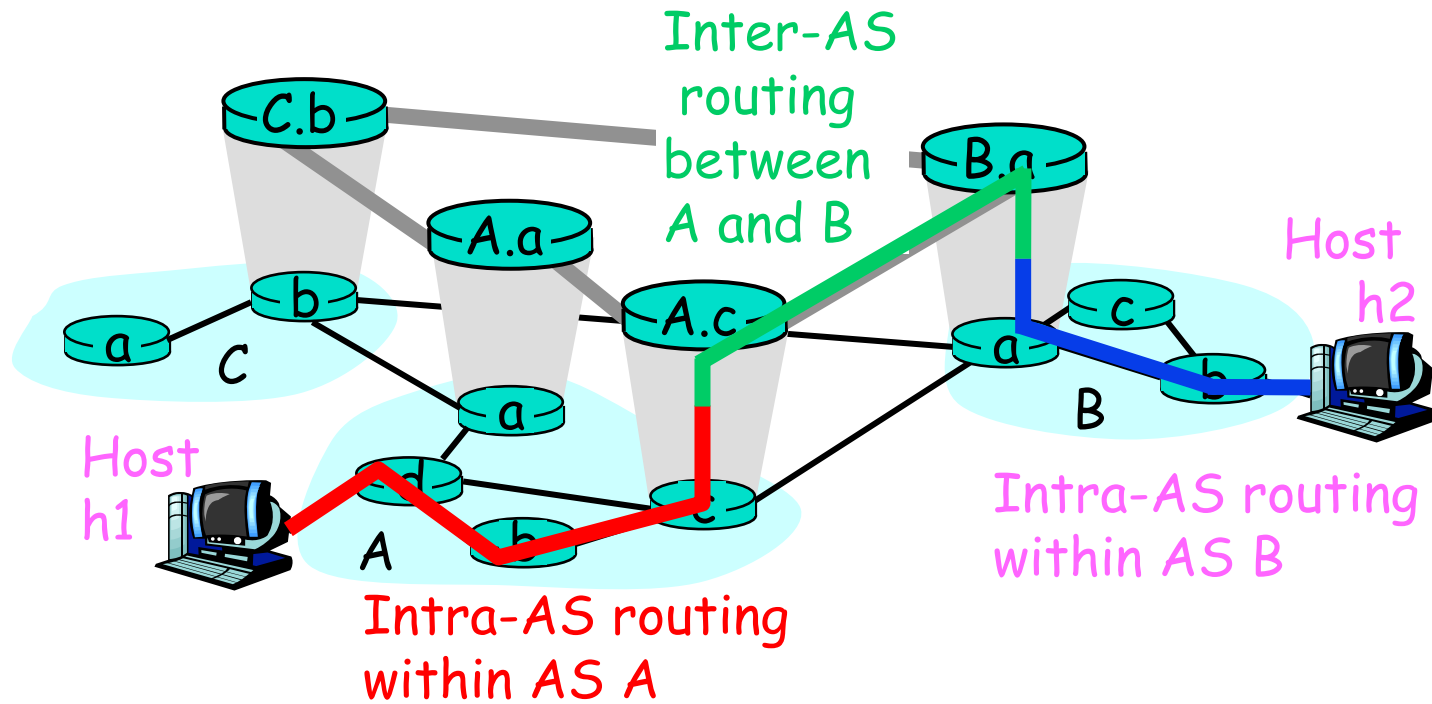 Inter-AS
routing
between
A and B
C.b
B.a
A.a
A.c
Host
h2
b
a
C
a
c
b
B
a
d
b
c
A
Host
h1
Intra-AS routing
within AS B
Intra-AS routing
within AS A